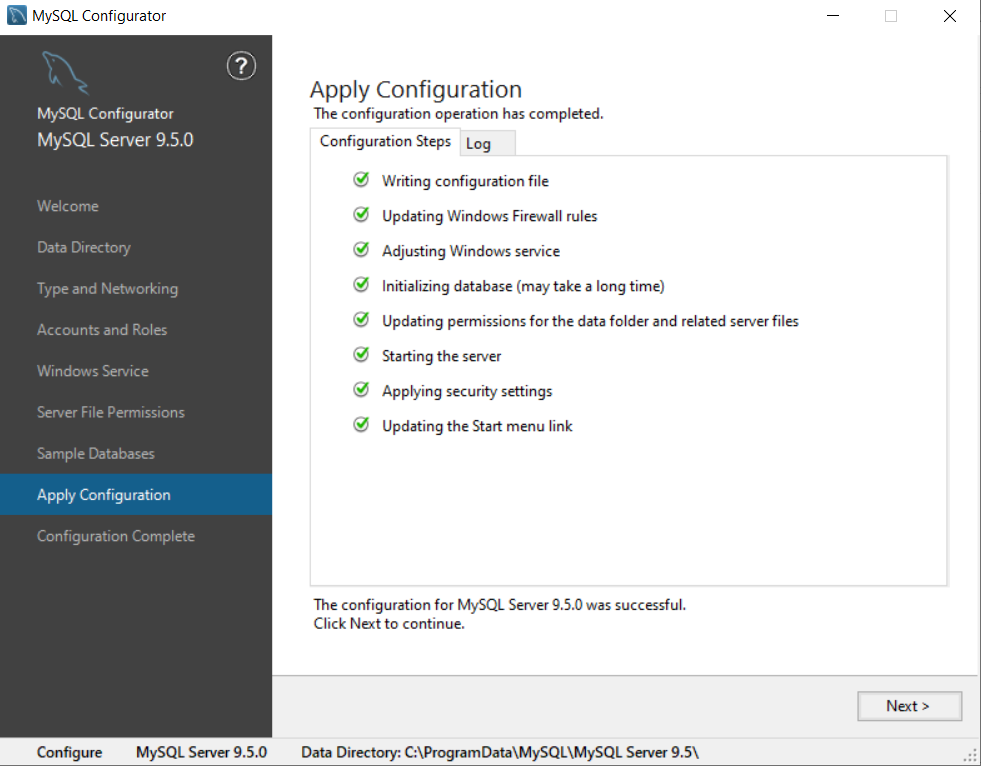 MySQL Configurator
?
MySQL Configurator
MySQL Server 9.5.0
Welcome
Data Directory
Type and Networking
Accounts and Roles
Windows Service
Server File Permissions
Sample Databases
Apply Configuration
Configuration Complete
Apply Configuration
The configuration operation has completed.
Configuration Steps Log
Writing configuration file
Updating Windows Firewall rules
Adjusting Windows service
Initializing database (may take a long time)
Updating permissions for the data folder and related server files
Starting the server
Applying security settings
Updating the Start menu link
The configuration for MySQL Server 9.5.0 was successful.
Click Next to continue.
Next >
Configure MySQL Server 9.5.0 Data Directory: C:\ProgramData\MySQL\MySQL Server 9.5\